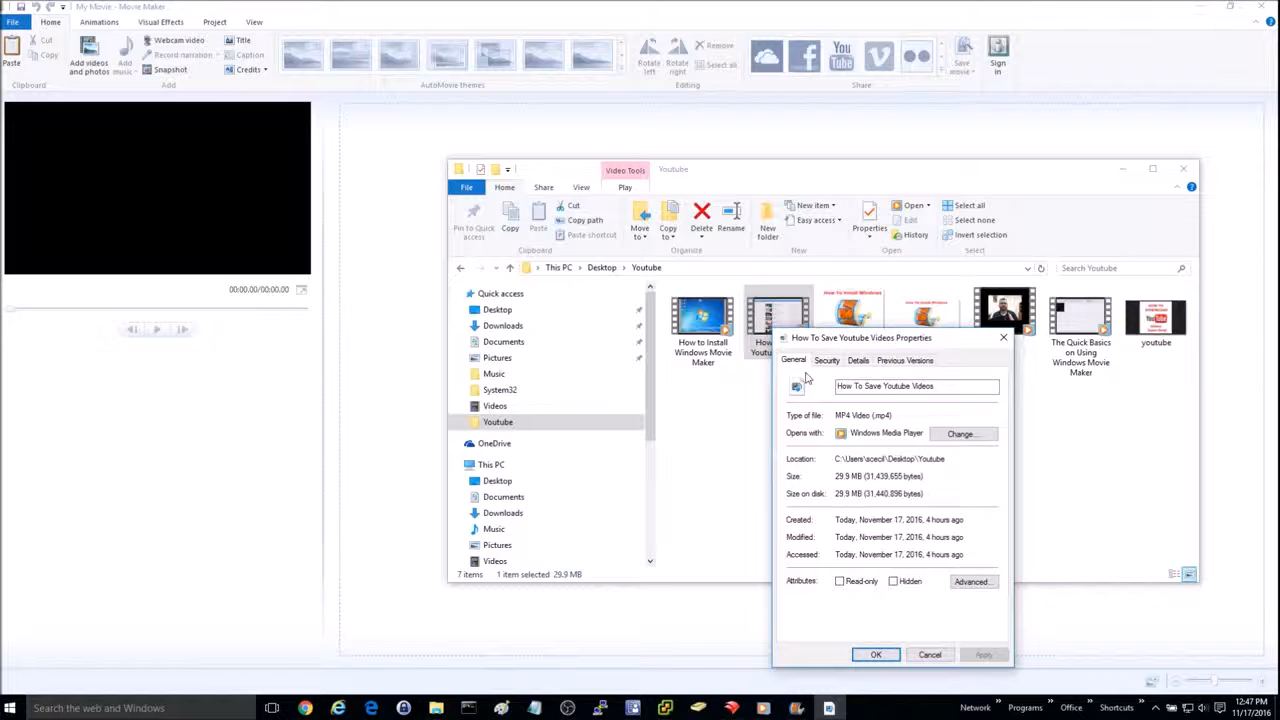 My Movie - Movie Maker
File Home Animations Visual Effects Project View
Paste
Cut
Copy
Clipboard
Add videos and photos
Add music
Webcam video
Record narration
Snapshot
Title
Caption
Credits
Add
AutoMovie themes
Rotate left
Rotate right
Remove
Select all
Editing
You Tube
Share
Save movie
Sign in
00:00.00/00:00.00
Video Tools Youtube
File Home Share View Play
Pin to Quick access
Copy
Paste
Cut
Copy path
Paste shortcut
Clipboard
Move to
Copy to
Delete
Rename
Organize
New folder
New item
Easy access
New
Properties
Open
Edit
History
Open
Select all
Select none
Invert selection
Select
This PC > Desktop > Youtube
Search Youtube
Quick access
Desktop
Downloads
Documents
Pictures
Music
System32
Videos
Youtube
OneDrive
This PC
Desktop
Documents
Downloads
Music
Pictures
Videos
How to Install Windows Movie Maker
The Quick Basics on Using Windows Movie Maker
youtube
7 items 1 item selected 29.9 MB
How To Save Youtube Videos Properties
General Security Details Previous Versions
How To Save Youtube Videos
Type of file: MP4 Video (.mp4)
Opens with: Windows Media Player Change...
Location: C:\Users\scecil\Desktop\Youtube
Size: 29.9 MB (31,439,655 bytes)
Size on disk: 29.9 MB (31,440,896 bytes)
Created: Today, November 17, 2016, 4 hours ago
Modified: Today, November 17, 2016, 4 hours ago
Accessed: Today, November 17, 2016, 4 hours ago
Attributes: Read-only Hidden Advanced...
OK Cancel Apply
Search the web and Windows
Network Programs Office Shortcuts
12:47 PM
11/17/2016